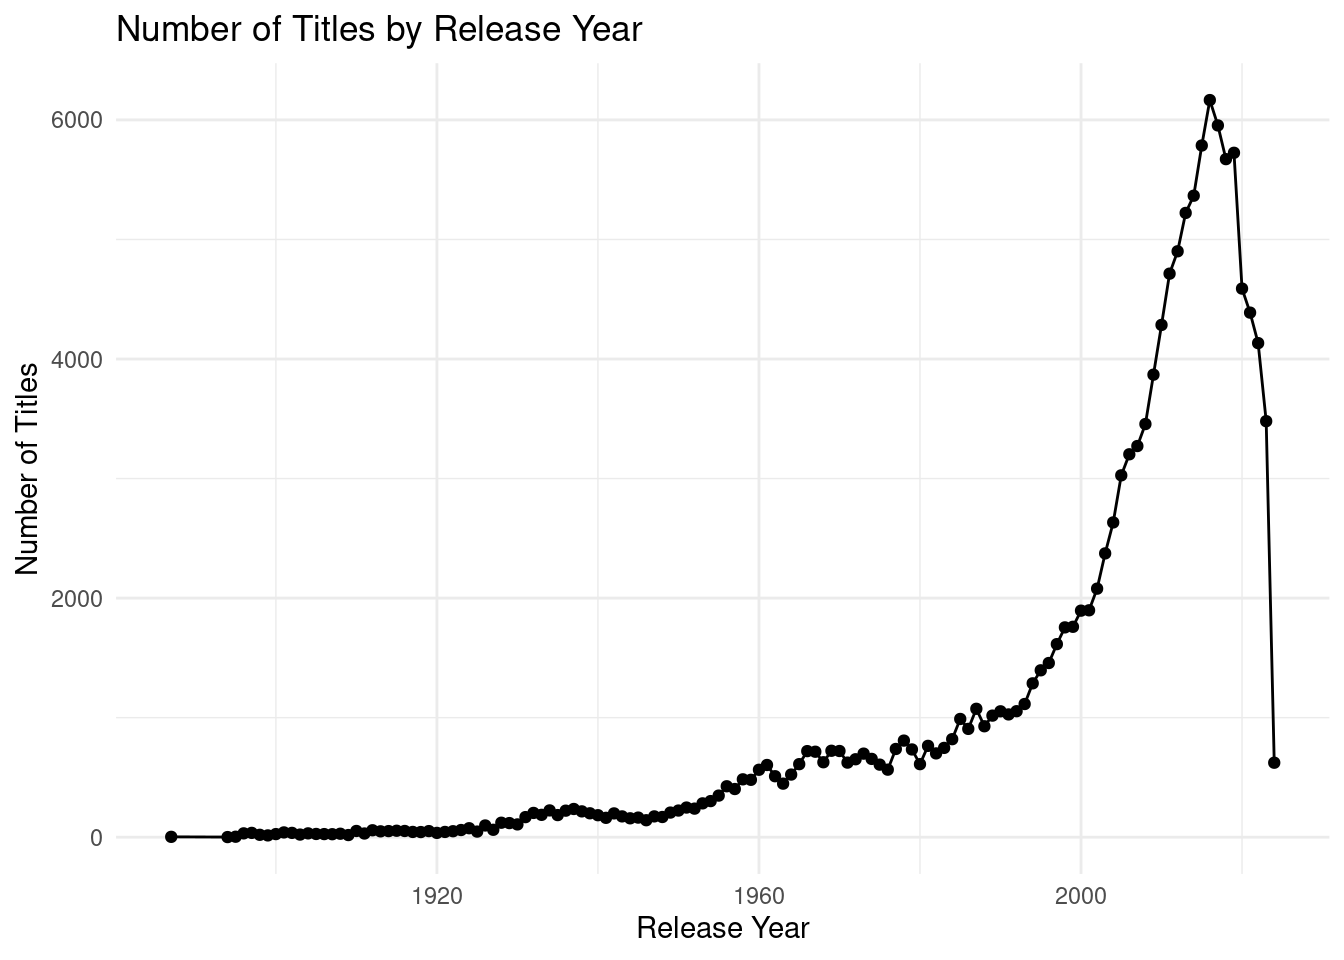 Number of Titles by Release Year
6000
4000
2000
0
Number of Titles
1920 1960 2000
Release Year